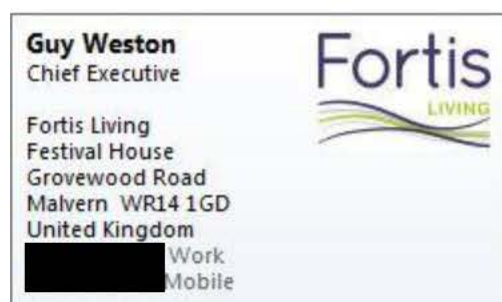 Guy Weston
Chief Executive
Fortis
LIVING
Fortis Living
Festival House
Grovewood Road
Malvern WR14 1GD
United Kingdom
Work
Mobile